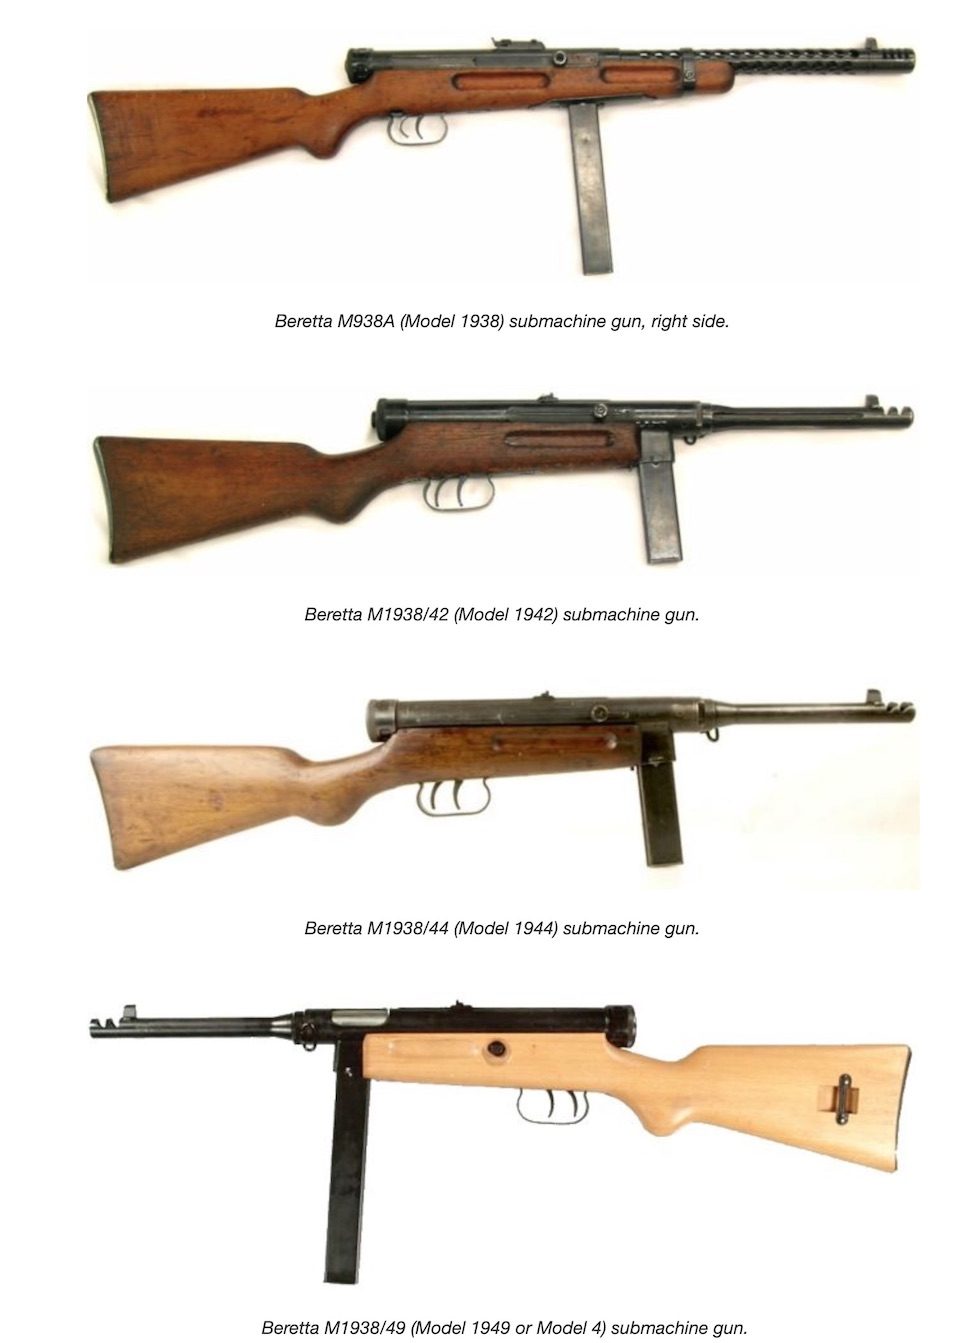 Beretta M938A (Model 1938) submachine gun, right side.
Beretta M1938/42 (Model 1942) submachine gun.
Beretta M1938/44 (Model 1944) submachine gun.
Beretta M1938/49 (Model 1949 or Model 4) submachine gun.